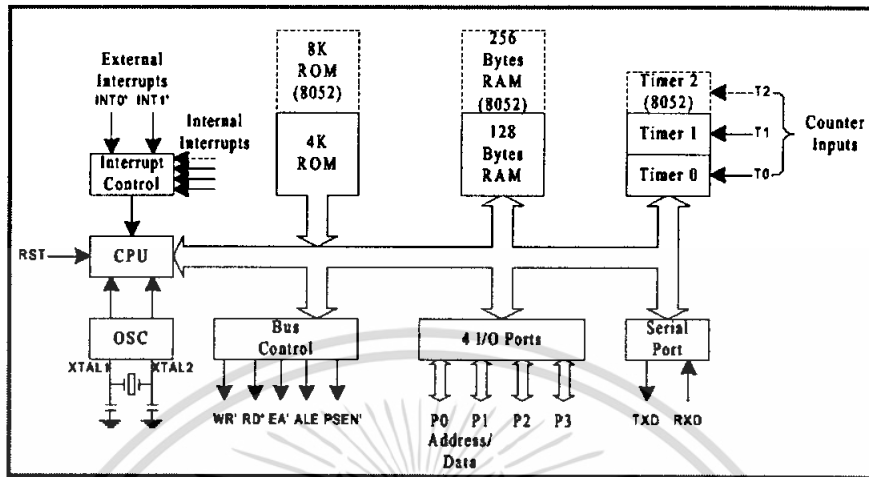 External
Interrupts
INT0' INT1'
Internal
Interrupts
Interrupt
Control
8K
ROM
(8052)
4K
ROM
256
Bytes
RAM
(8052)
128
Bytes
RAM
Timer 2
(8052)
Timer 1
Timer 0
T2
T1
T0
Counter
Inputs
RST
CPU
OSC
XTAL1
XTAL2
Bus
Control
WR' RD' EA' ALE PSEN'
4 I/O Ports
P0 P1 P2 P3
Address/
Data
Serial
Port
TXD RXD